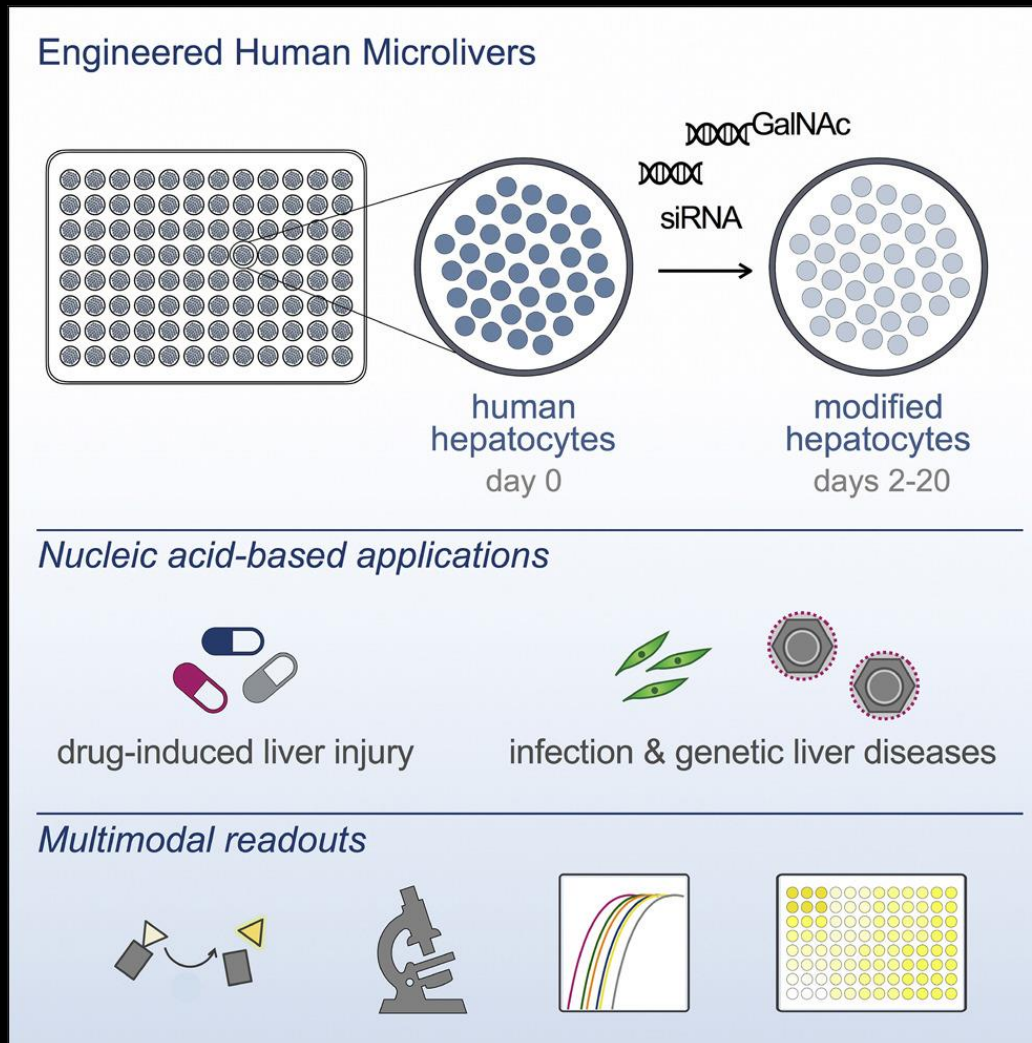 Engineered Human Microlivers
GalNAc
siRNA
human
hepatocytes
day 0
modified
hepatocytes
days 2-20
Nucleic acid-based applications
drug-induced liver injury
infection & genetic liver diseases
Multimodal readouts